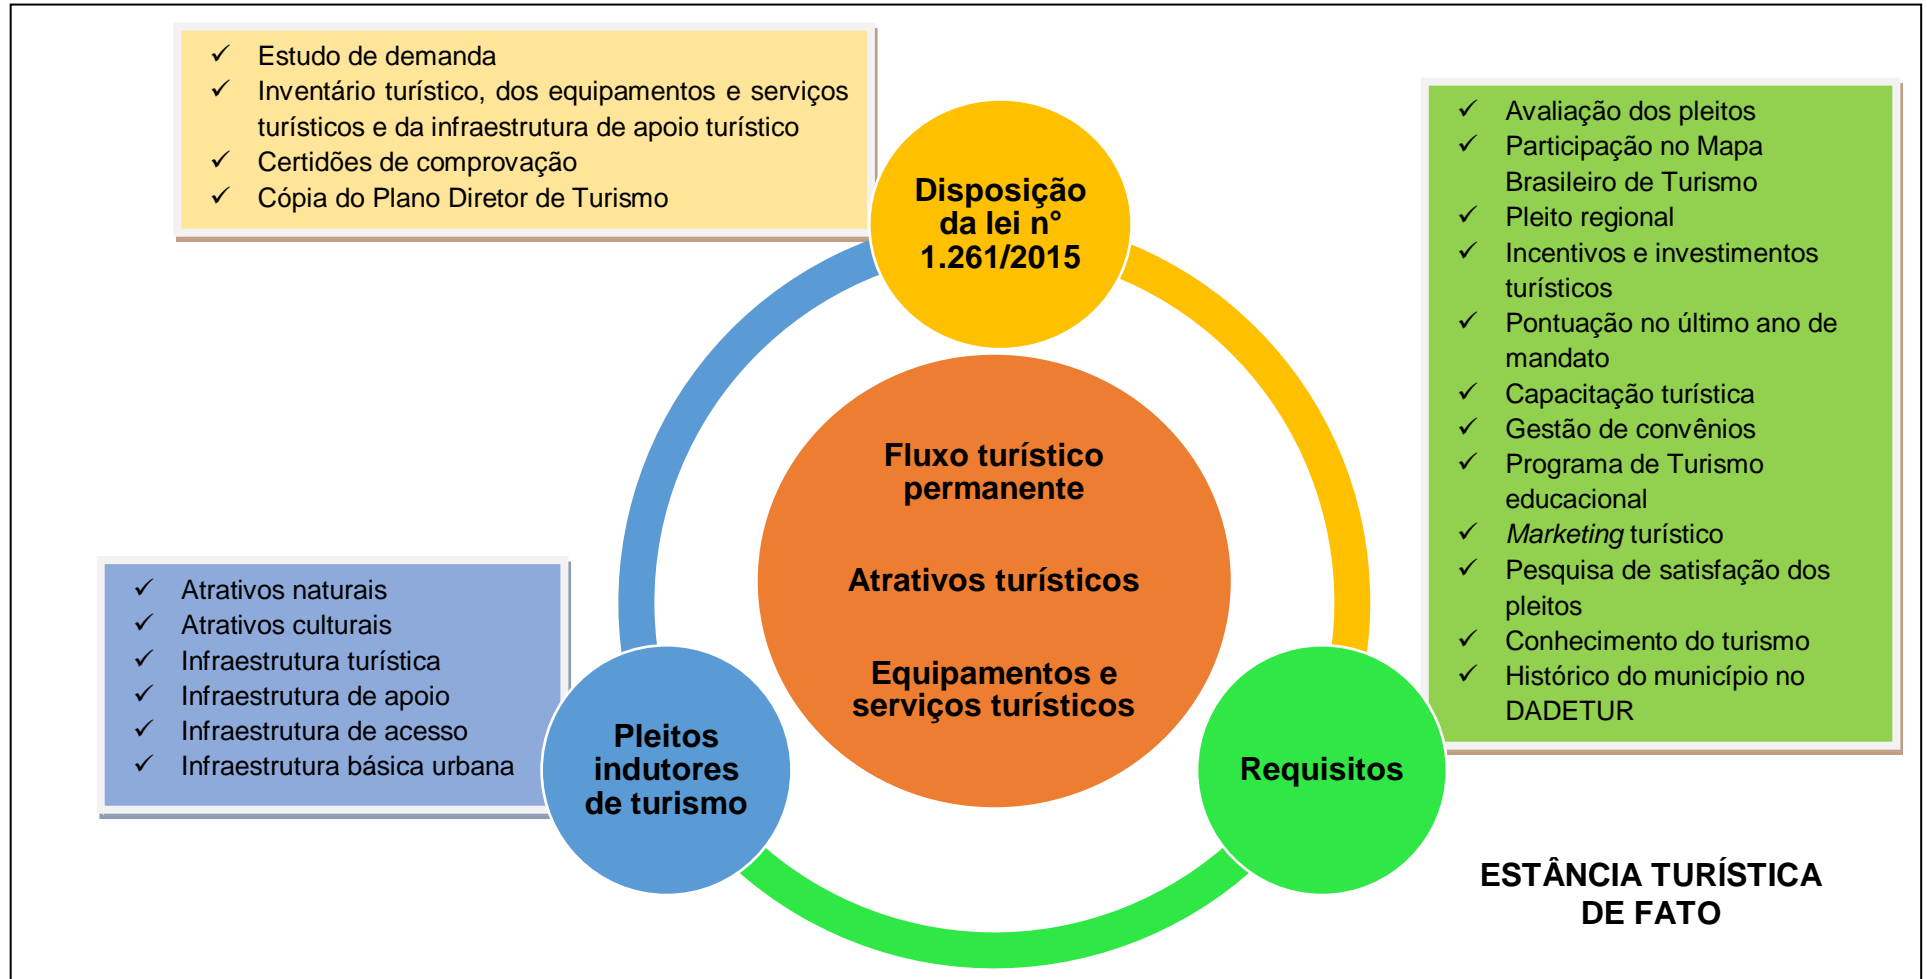 Estudo de demanda
Inventário turístico, dos equipamentos e serviços
turísticos e da infraestrutura de apoio turístico
Certidões de comprovação
Cópia do Plano Diretor de Turismo
Disposição
da lei n°
1.261/2015
Avaliação dos pleitos
Participação no Mapa
Brasileiro de Turismo
Pleito regional
Incentivos e investimentos
turísticos
Pontuação no último ano de
mandato
Capacitação turística
Gestão de convênios
Programa de Turismo
educacional
Marketing turístico
Pesquisa de satisfação dos
pleitos
Conhecimento do turismo
Histórico do município no
DADETUR
Fluxo turístico
permanente
Atrativos turísticos
Equipamentos e
serviços turísticos
Atrativos naturais
Atrativos culturais
Infraestrutura turística
Infraestrutura de apoio
Infraestrutura de acesso
Infraestrutura básica urbana
Pleitos
indutores
de turismo
Requisitos
ESTÂNCIA TURÍSTICA
DE FATO